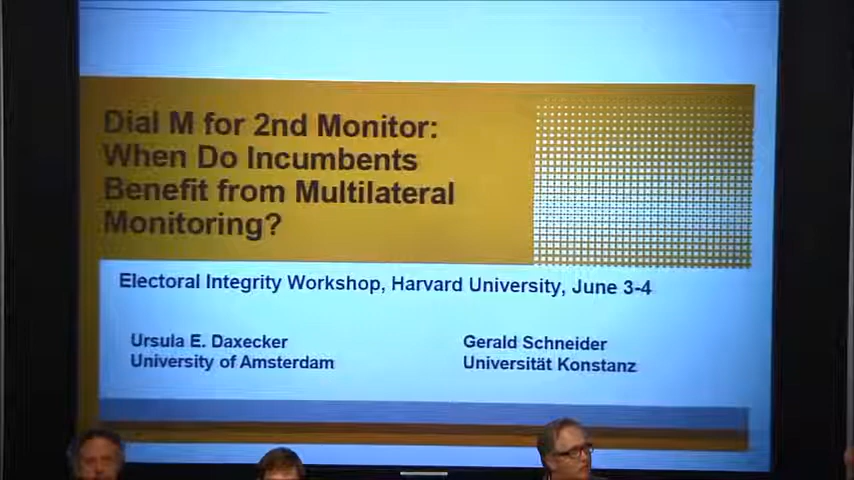 Dial M for 2nd Monitor:
When Do Incumbents
Benefit from Multilateral
Monitoring?
Electoral Integrity Workshop, Harvard University, June 3-4
Ursula E. Daxecker
University of Amsterdam
Gerald Schneider
Universität Konstanz